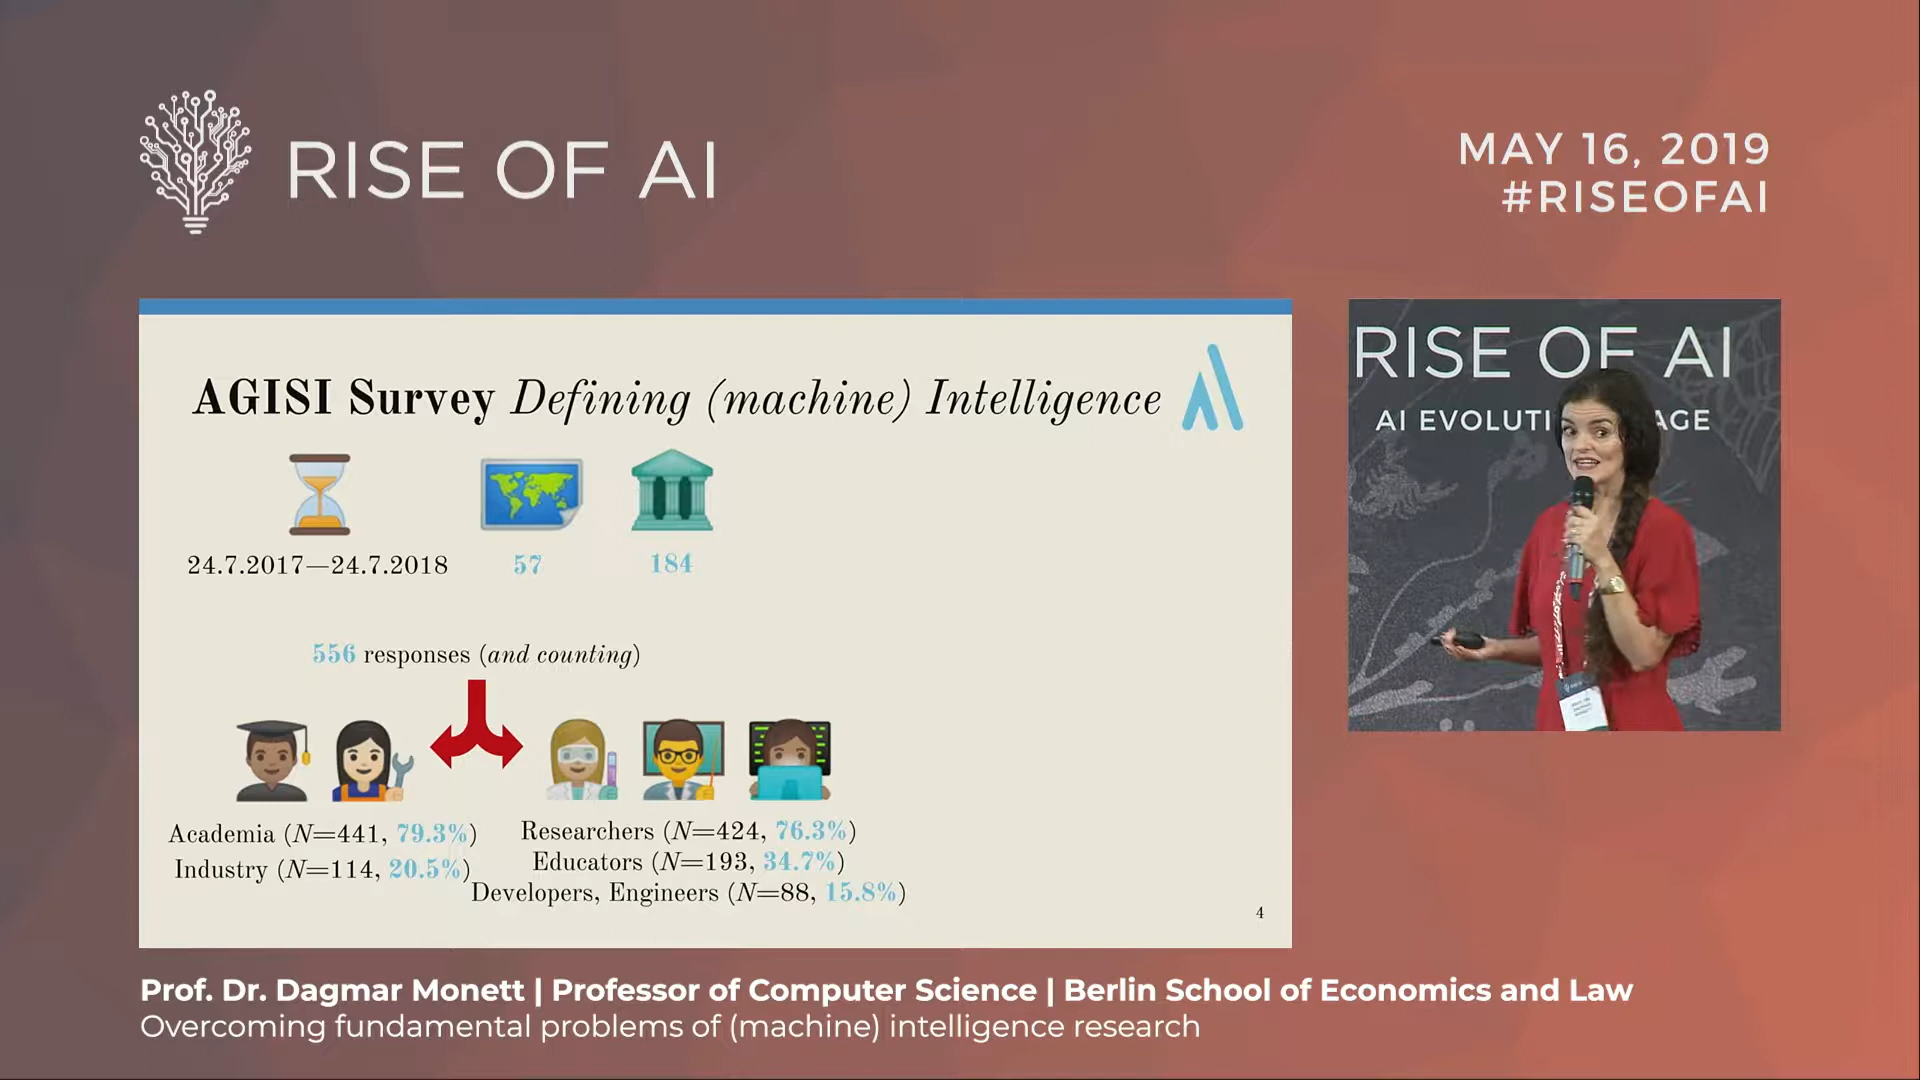 RISE OF AI
MAY 16, 2019
#RISEOFAI
AGISI Survey Defining (machine) Intelligence
24.7.2017—24.7.2018
57
184
556 responses (and counting)
Academia (N=441, 79.3%)
Industry (N=114, 20.5%)
Researchers (N=424, 76.3%)
Educators (N=193, 34.7%)
Developers, Engineers (N=88, 15.8%)
4
RISE OF AI
AI EVOLUTI AGE
Prof. Dr. Dagmar Monett | Professor of Computer Science | Berlin School of Economics and Law
Overcoming fundamental problems of (machine) intelligence research